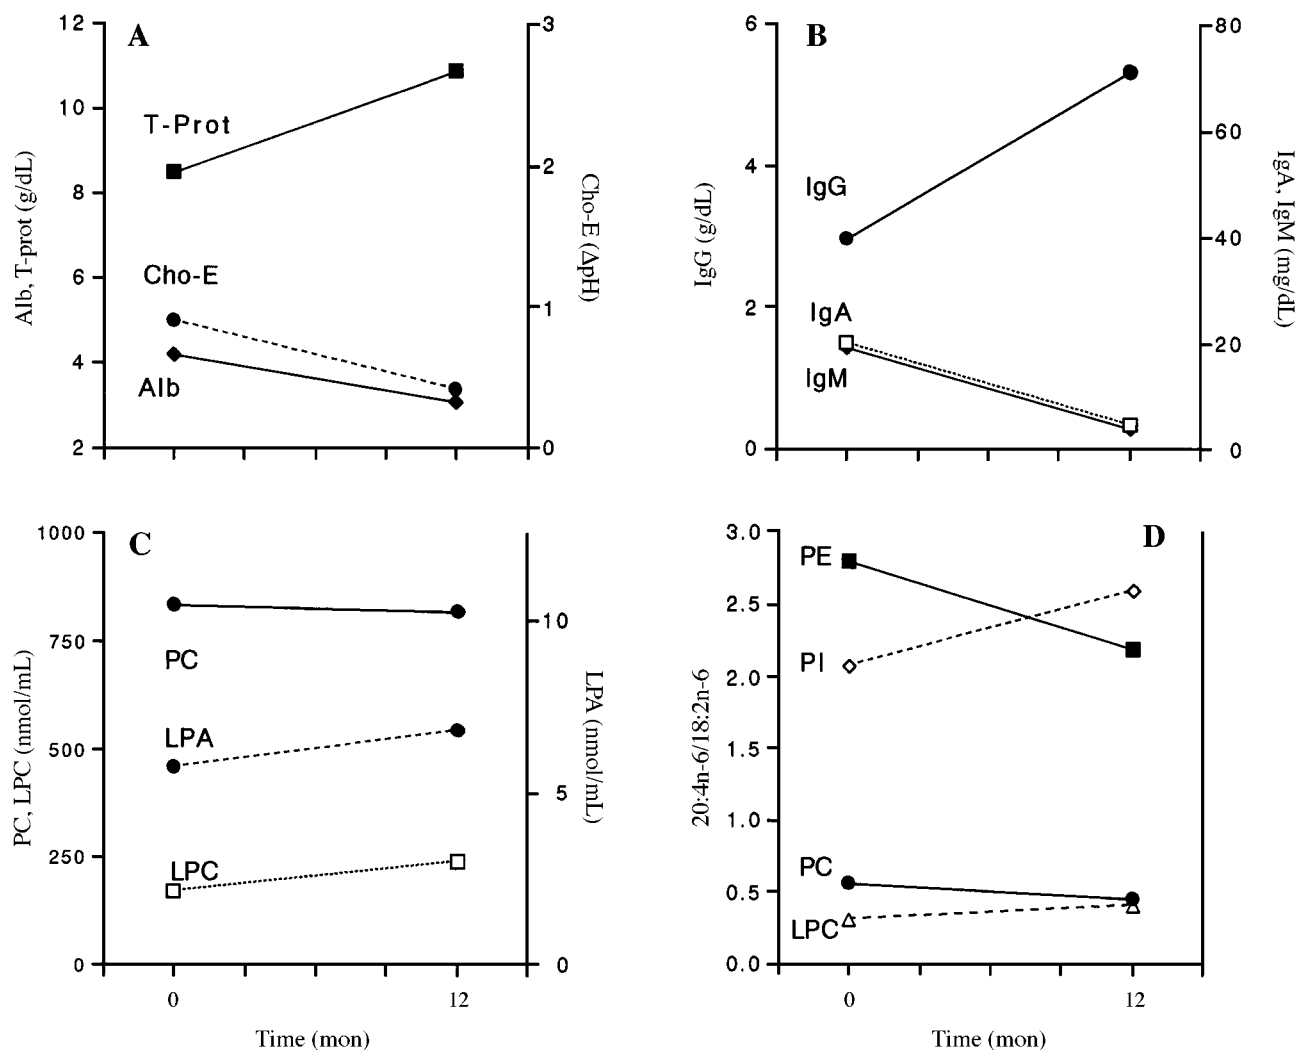 A
12
10
8
6
4
2
Alb, T-prot (g/dL)
T-Prot
Cho-E
Alb
3
2
1
0
Cho-E (ΔpH)
B
6
4
2
0
IgG (g/dL)
IgG
IgA
IgM
80
60
40
20
0
IgA, IgM (mg/dL)
C
1000
750
500
250
0
PC, LPC (nmol/mL)
PC
LPA
LPC
10
5
0
LPA (nmol/mL)
0 12
Time (mon)
D
3.0
2.5
2.0
1.5
1.0
0.5
0.0
20:4n-6/18:2n-6
PE
PI
PC
LPC
0 12
Time (mon)